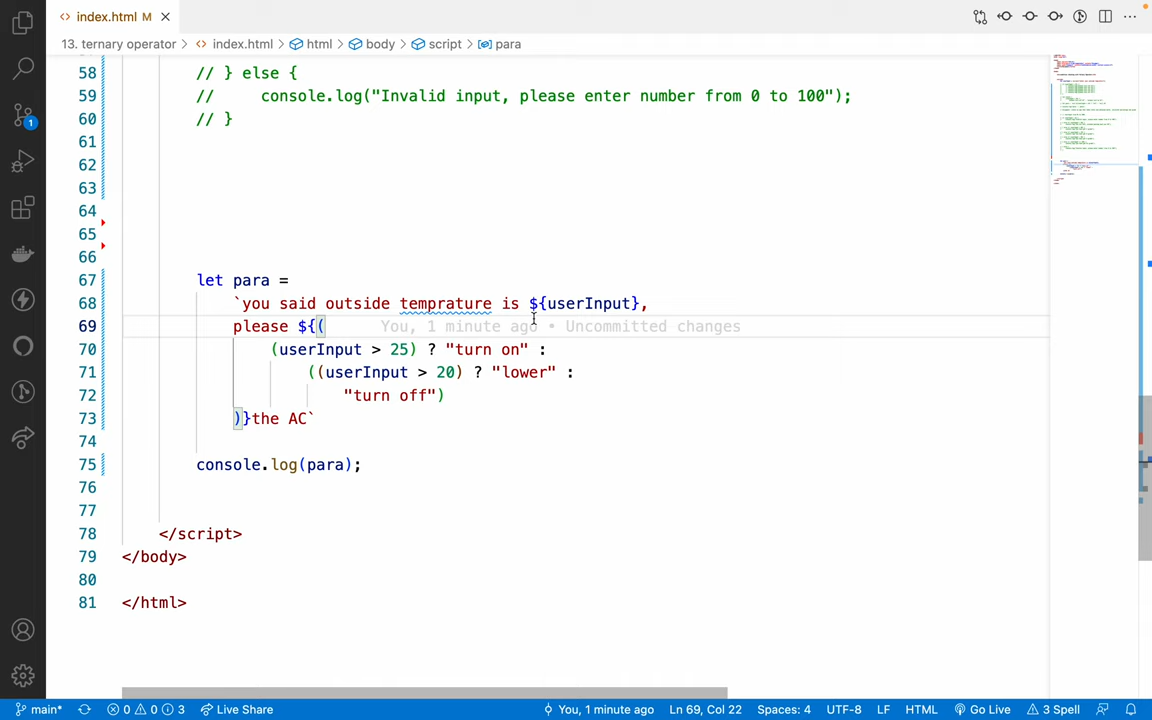 index.html M
13. ternary operator > index.html > html > body > script > para
58 // } else {
59 //     console.log("Invalid input, please enter number from 0 to 100");
60 // }
61
62
63
64
65
66
67 let para =
68 `you said outside temprature is ${userInput},
69 please ${( You, 1 minute ago • Uncommitted changes
70 (userInput > 25) ? "turn on" :
71 ((userInput > 20) ? "lower" :
72 "turn off")
73 )}the AC`
74
75 console.log(para);
76
77
78 </script>
79 </body>
80
81 </html>
1
main* 0 0 3 Live Share You, 1 minute ago Ln 69, Col 22 Spaces: 4 UTF-8 LF HTML Go Live 3 Spell